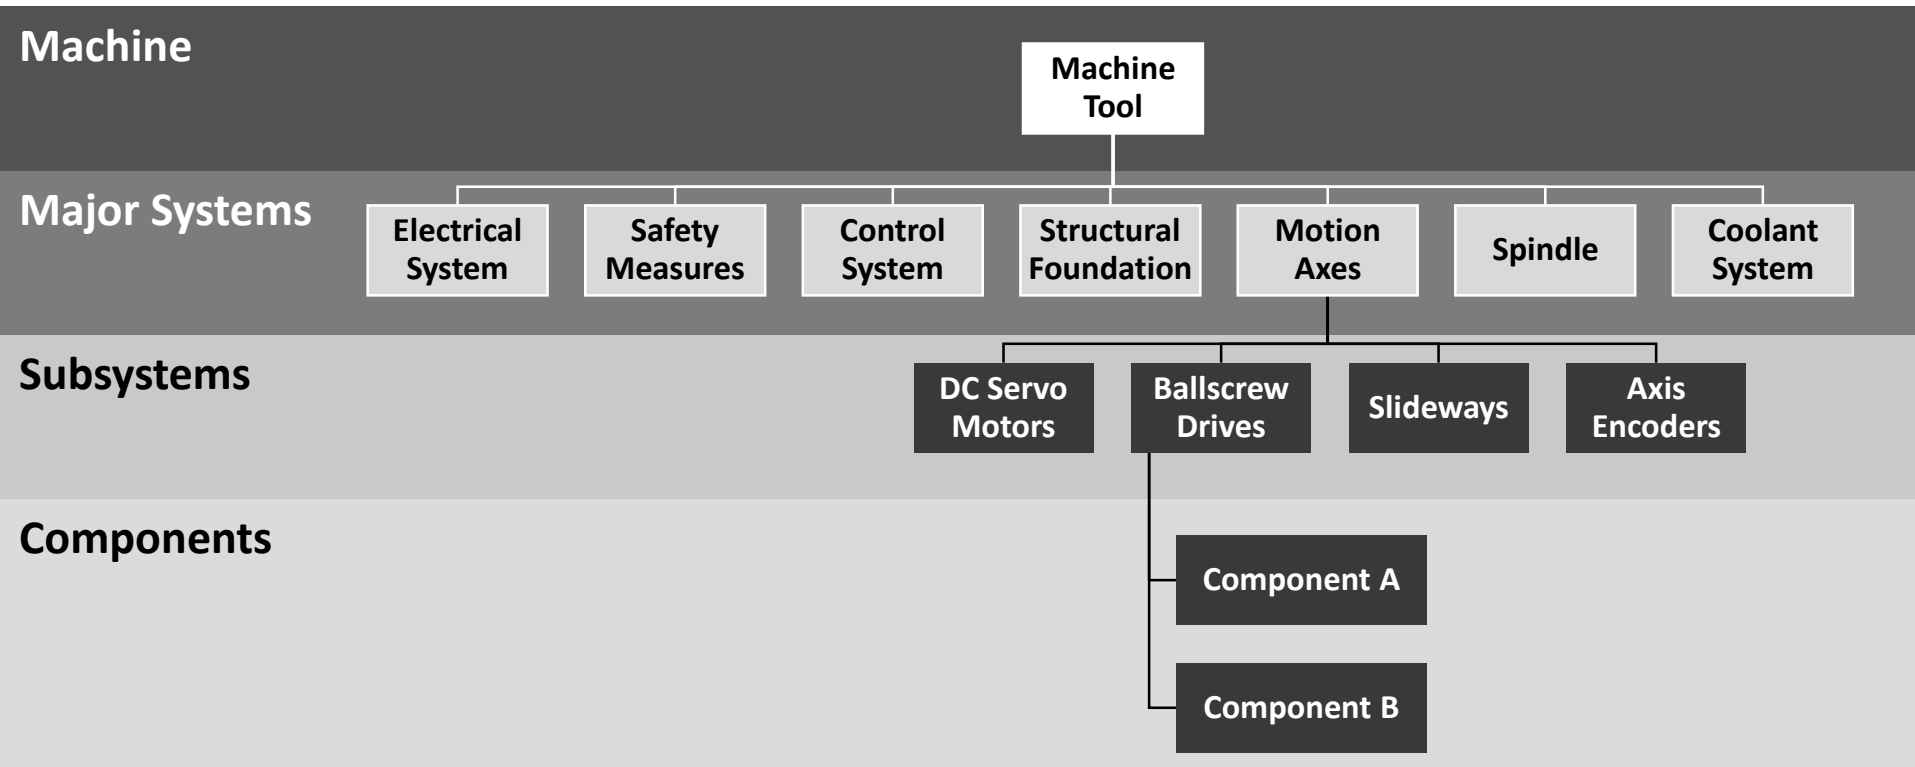 Machine
Machine
Tool
Major Systems
Electrical
System
Safety
Measures
Control
System
Structural
Foundation
Motion
Axes
Spindle
Coolant
System
Subsystems
DC Servo
Motors
Ballscrew
Drives
Slideways
Axis
Encoders
Components
Component A
Component B